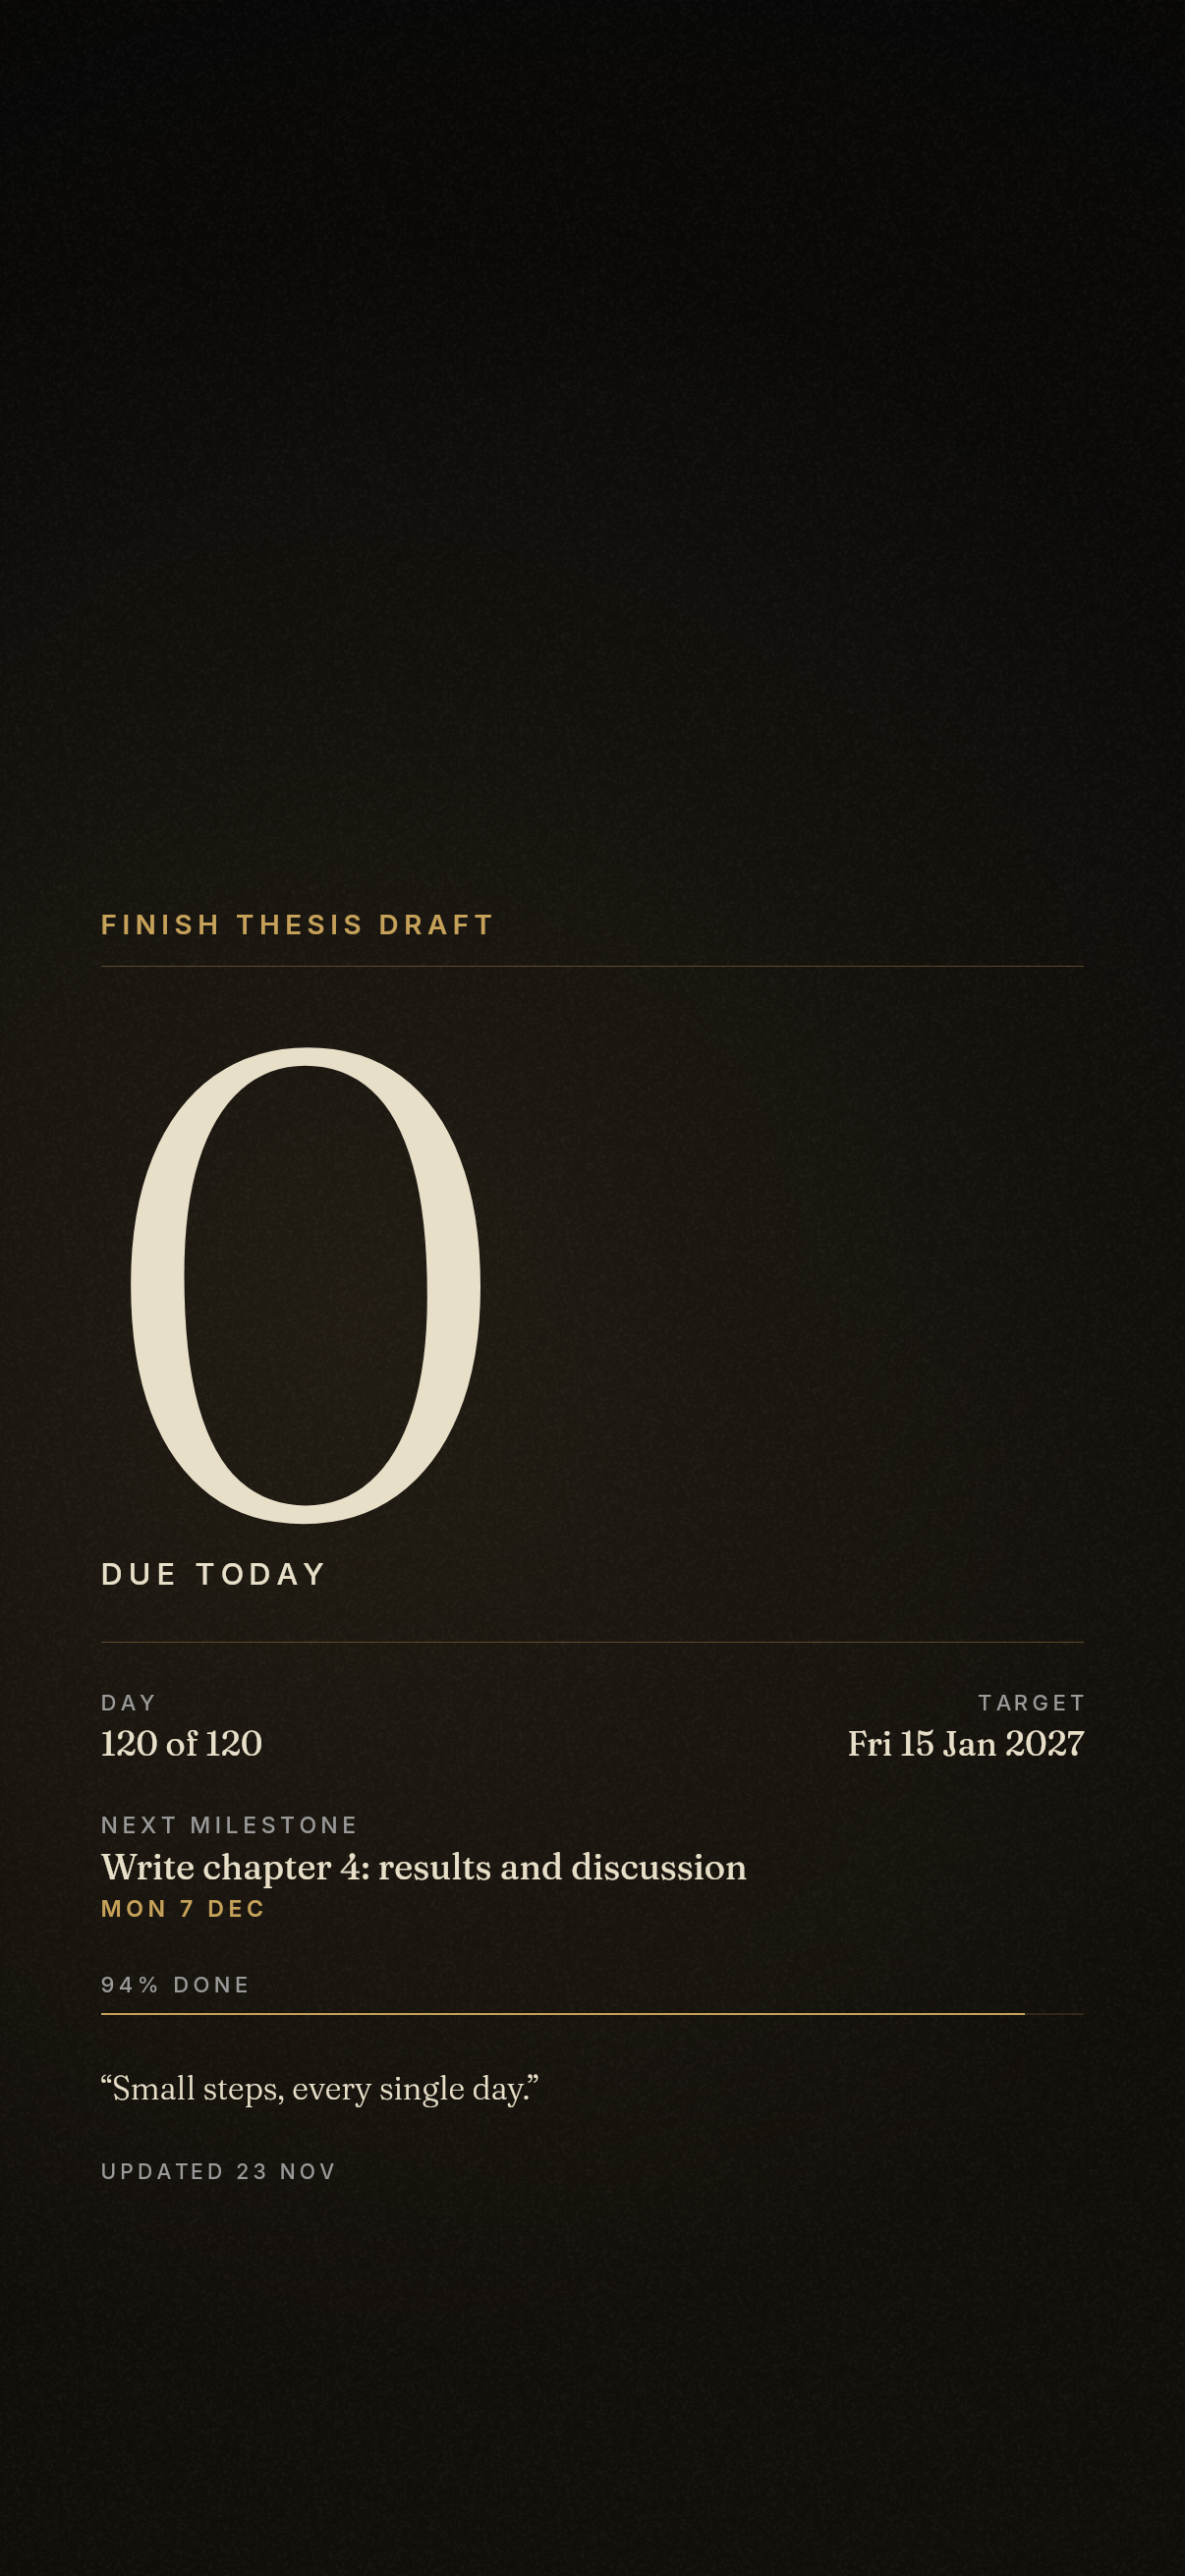 FINISH THESIS DRAFT
0
DUE TODAY
DAY
TARGET
120 of 120
Fri 15 Jan 2027
NEXT MILESTONE
Write chapter 4: results and discussion
MON 7 DEC
94% DONE
“Small steps, every single day.”
UPDATED 23 NOV